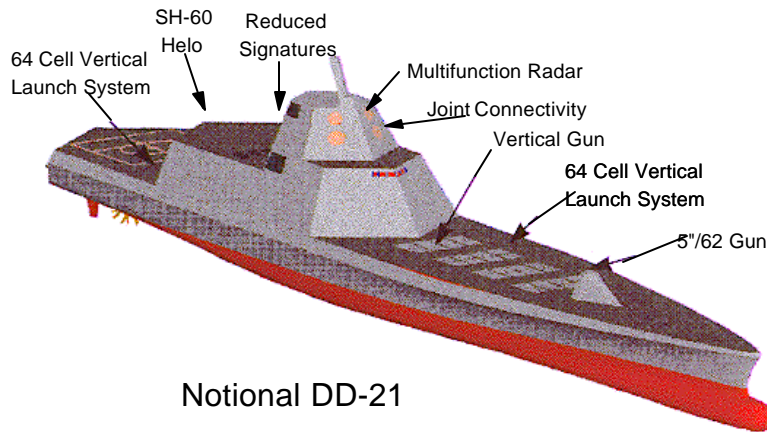 SH-60
Helo
Reduced
Signatures
64 Cell Vertical
Launch System
Multifunction Radar
Joint Connectivity
Vertical Gun
64 Cell Vertical
Launch System
5"/62 Gun
Notional DD-21